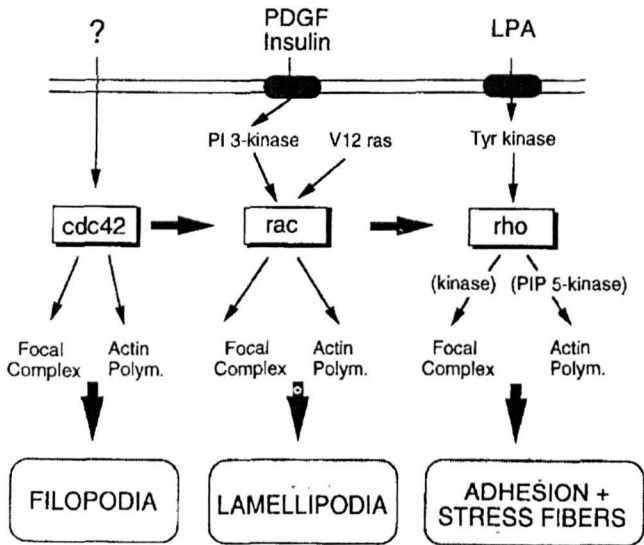 ?
PDGF
Insulin
LPA
PI 3-kinase
V12 ras
Tyr kinase
cdc42
rac
rho
(kinase)
(PIP 5-kinase)
Focal
Complex
Actin
Polym.
Focal
Complex
Actin
Polym.
Focal
Complex
Actin
Polym.
FILOPODIA
LAMELLIPODIA
ADHESION +
STRESS FIBERS